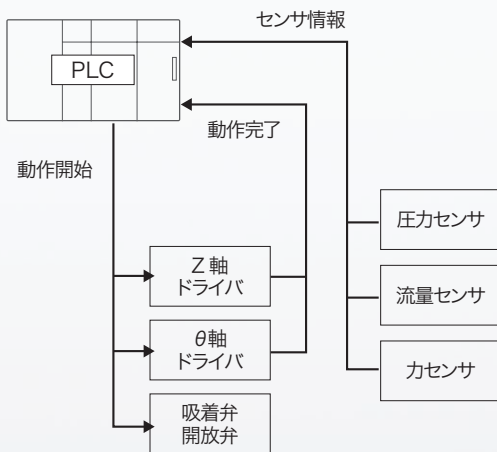 センサ情報
PLC
動作完了
動作開始
圧力センサ
Z 軸
ドライバ
流量センサ
θ軸
ドライバ
力センサ
吸着弁
開放弁